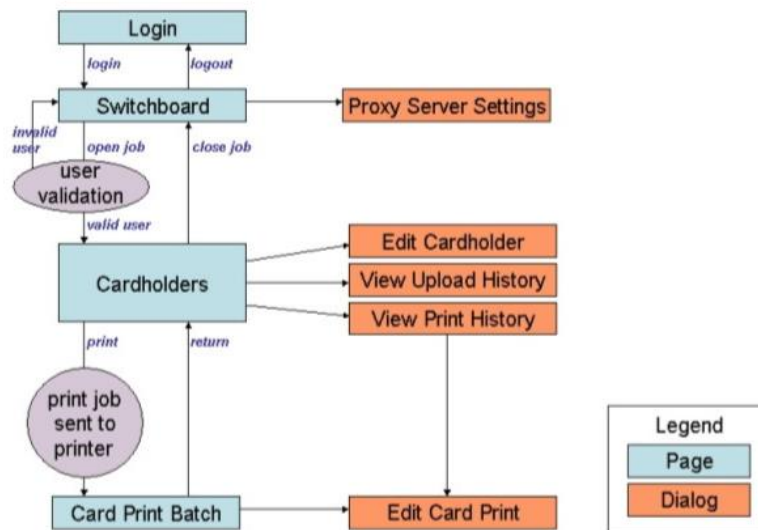 Login
login
logout
Switchboard
Proxy Server Settings
invalid
user
open job
close job
user
validation
valid user
Cardholders
Edit Cardholder
View Upload History
View Print History
print
return
print job
sent to
printer
Card Print Batch
Edit Card Print
Legend
Page
Dialog